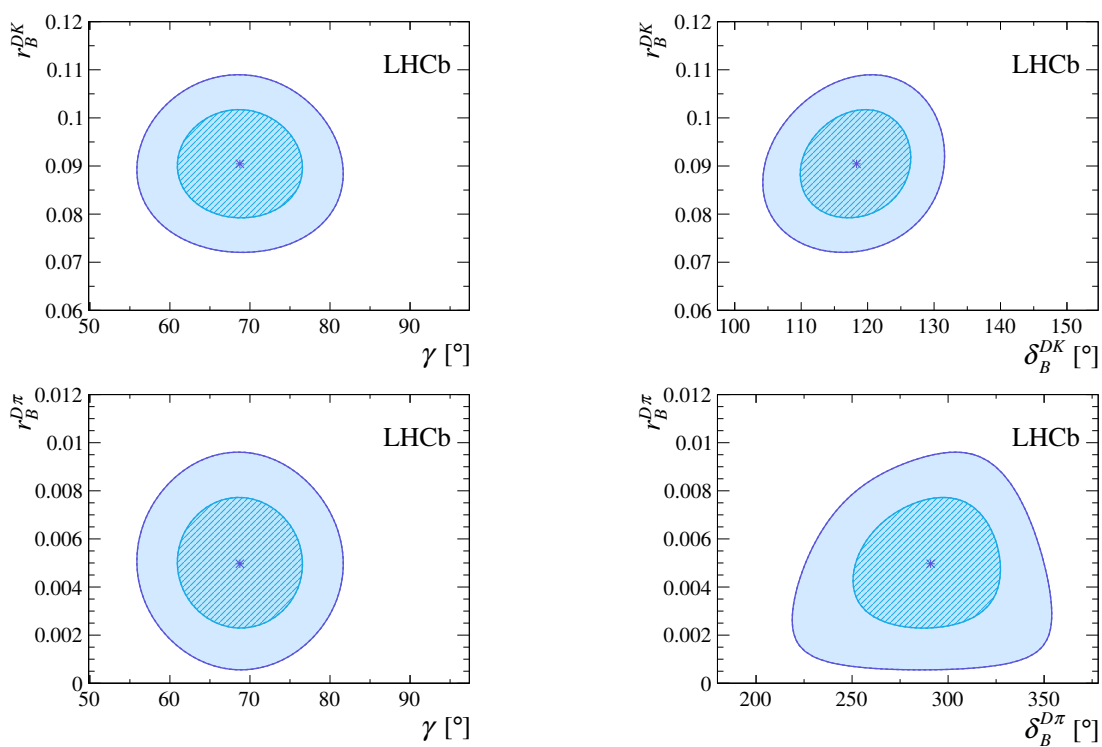 r_B^{DK}
LHCb
0.12
0.11
0.1
0.09
0.08
0.07
0.06
50 60 70 80 90
γ [°]
r_B^{DK}
LHCb
0.12
0.11
0.1
0.09
0.08
0.07
0.06
100 110 120 130 140 150
δ_B^{DK} [°]
r_B^{Dπ}
LHCb
0.012
0.01
0.008
0.006
0.004
0.002
0
50 60 70 80 90
γ [°]
r_B^{Dπ}
LHCb
0.012
0.01
0.008
0.006
0.004
0.002
0
200 250 300 350
δ_B^{Dπ} [°]